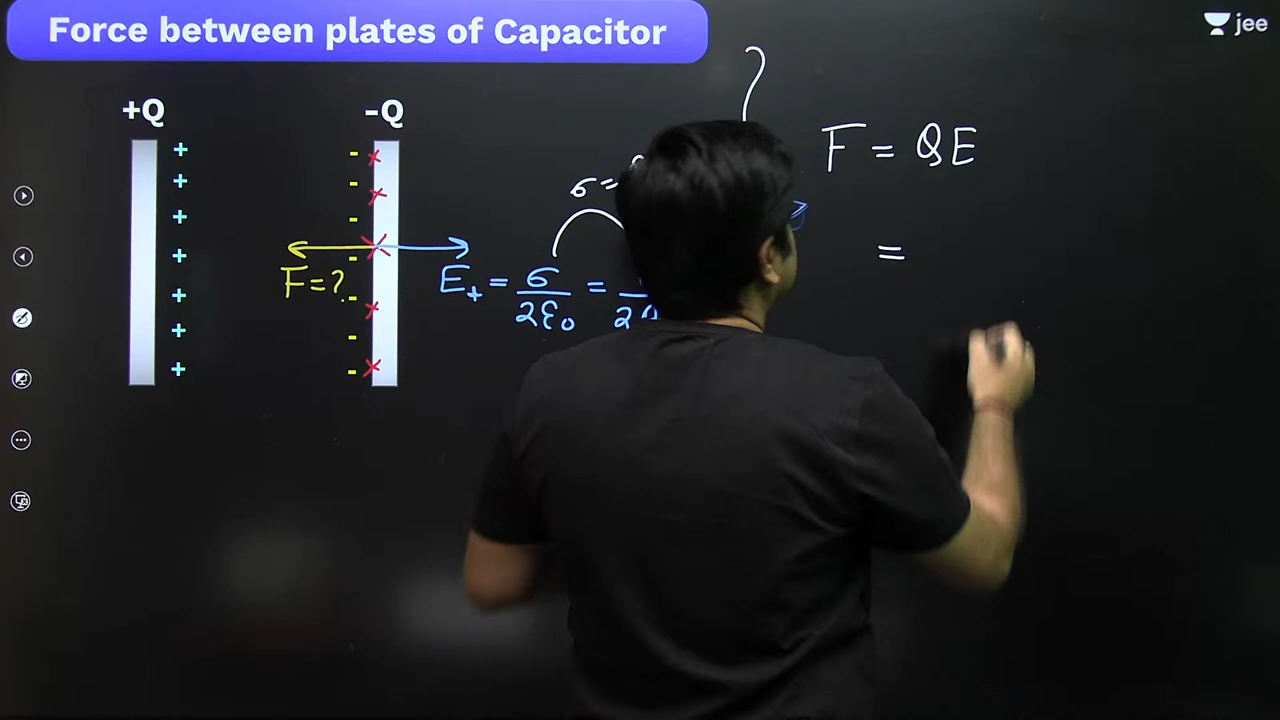 Force between plates of Capacitor
jee
+Q
-Q
F = QE
σ =
=
F=?
E+ = σ/2ε₀ =